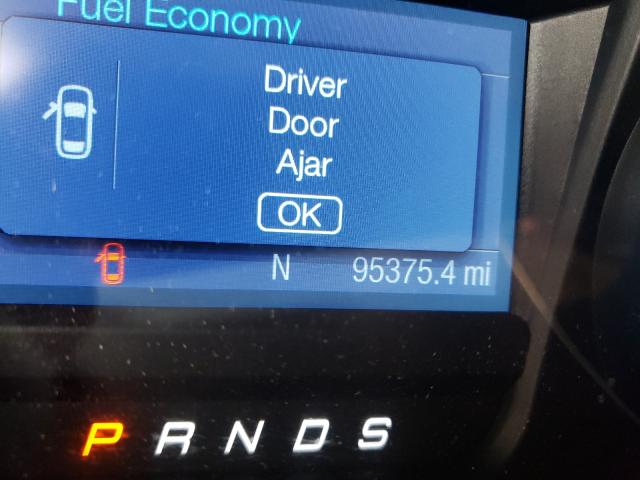 Fuel Economy
Driver
Door
Ajar
OK
N 95375.4 mi
P R N D S